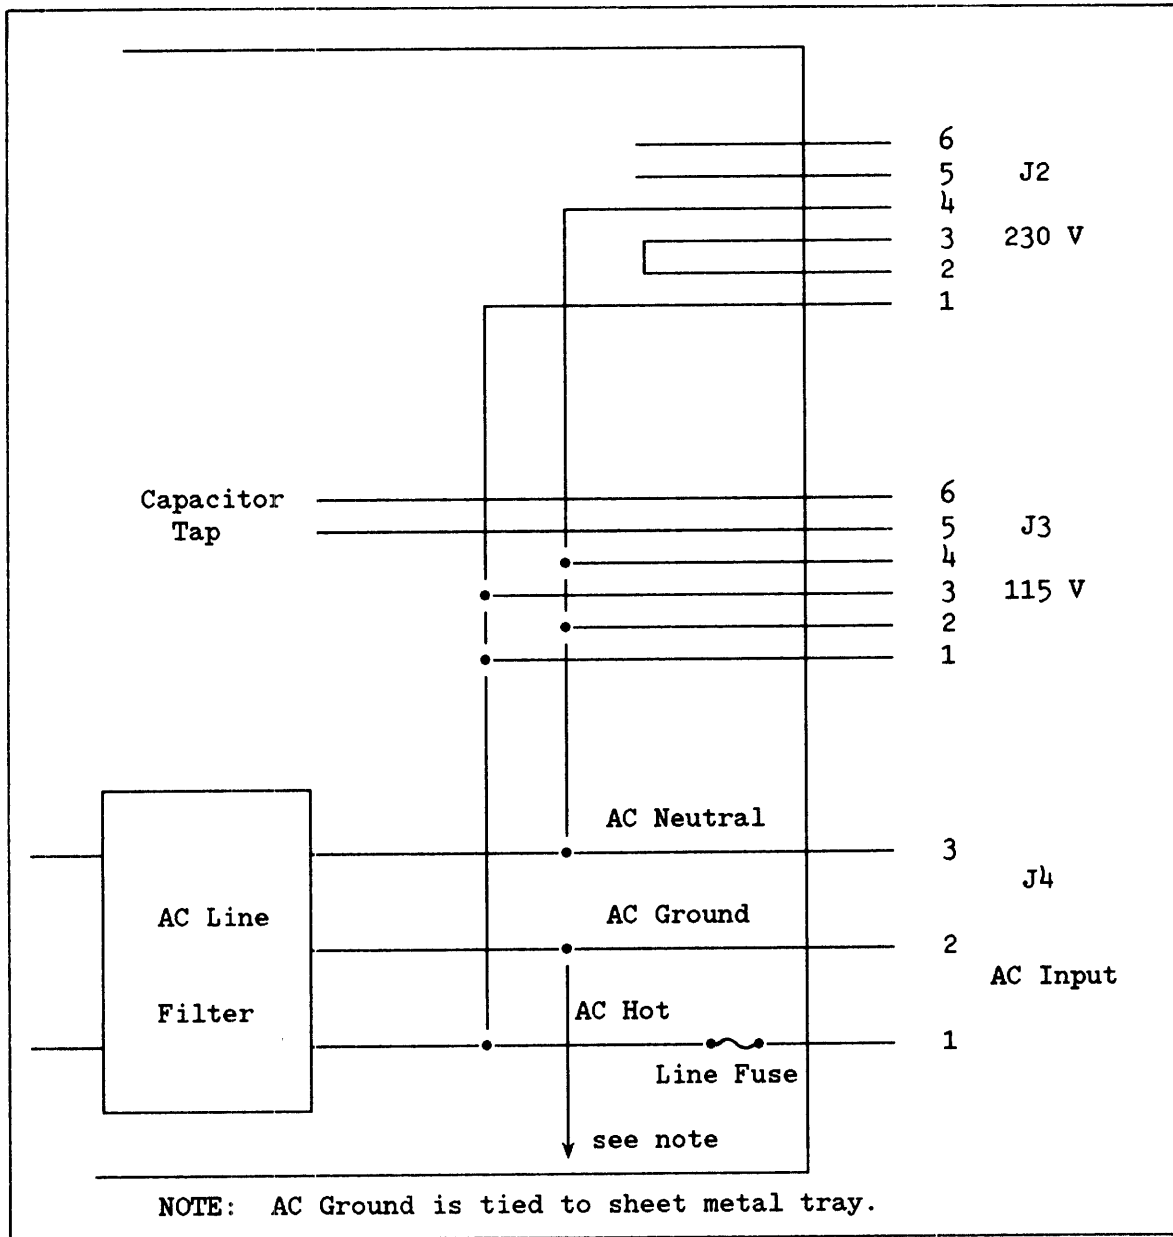 6
5 J2
4
3 230 V
2
1
Capacitor 6
Tap 5 J3
4
3 115 V
2
1
AC Neutral 3
J4
AC Line AC Ground 2
AC Input
Filter AC Hot 1
Line Fuse
see note
NOTE: AC Ground is tied to sheet metal tray.